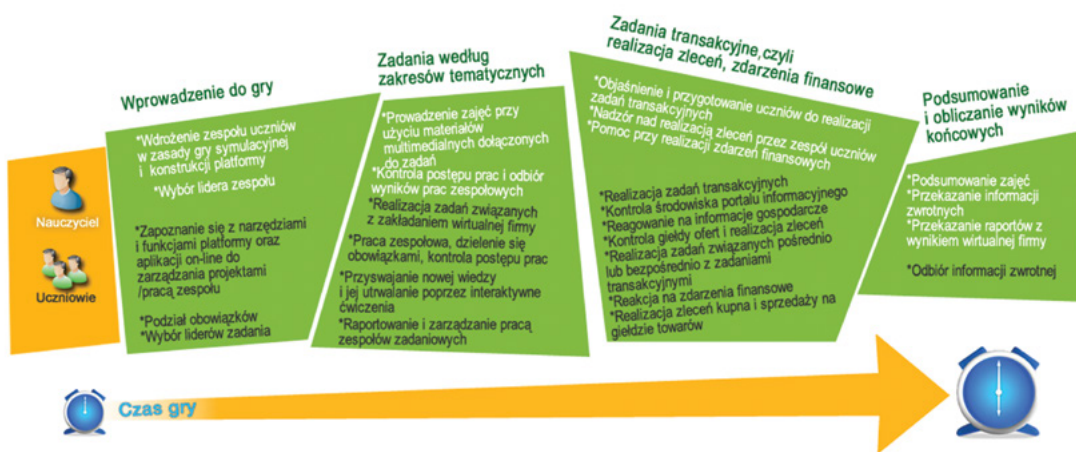 Wprowadzenie do gry
*Wdrożenie zespołu uczniów
w zasady gry symulacyjnej
i konstrukcji platformy
*Wybór lidera zespołu
*Zapoznanie się z narzędziami
i funkcjami platformy oraz
aplikacji on-line do
zarządzania projektami
/pracą zespołu
*Podział obowiązków
*Wybór liderów zadania
Zadania według
zakresów tematycznych
*Prowadzenie zajęć przy
użyciu materiałów
multimedialnych dołączonych
do zadań
*Kontrola postępu prac i odbiór
wyników prac zespołowych
*Realizacja zadań związanych
z zakładaniem wirtualnej firmy
*Praca zespołowa, dzielenie się
obowiązkami, kontrola postępu prac
*Przyswajanie nowej wiedzy
i jej utrwalanie poprzez interaktywne
ćwiczenia
*Raportowanie i zarządzanie pracą
zespołów zadaniowych
Zadania transakcyjne,czyli
realizacja zleceń, zdarzenia finansowe
*Objaśnienie i przygotowanie uczniów do realizacji
zadań transakcyjnych
*Nadzór nad realizacją zleceń przez zespół uczniów
*Pomoc przy realizacji zdarzeń finansowych
*Realizacja zadań transakcyjnych
*Kontrola środowiska portalu informacyjnego
*Reagowanie na informacje gospodarcze
*Kontrola giełdy ofert i realizacja zleceń
*Realizacja zadań związanych pośrednio
lub bezpośrednio z zadaniami
transakcyjnymi
*Reakcja na zdarzenia finansowe
*Realizacja zleceń kupna i sprzedaży na
giełdzie towarów
Podsumowanie
i obliczanie wyników
końcowych
*Podsumowanie zajęć
*Przekazanie informacji
zwrotnych
*Przekazanie raportów z
wynikiem wirtualnej firmy
*Odbiór informacji zwrotnej
Nauczyciel
Uczniowie
Czas gry